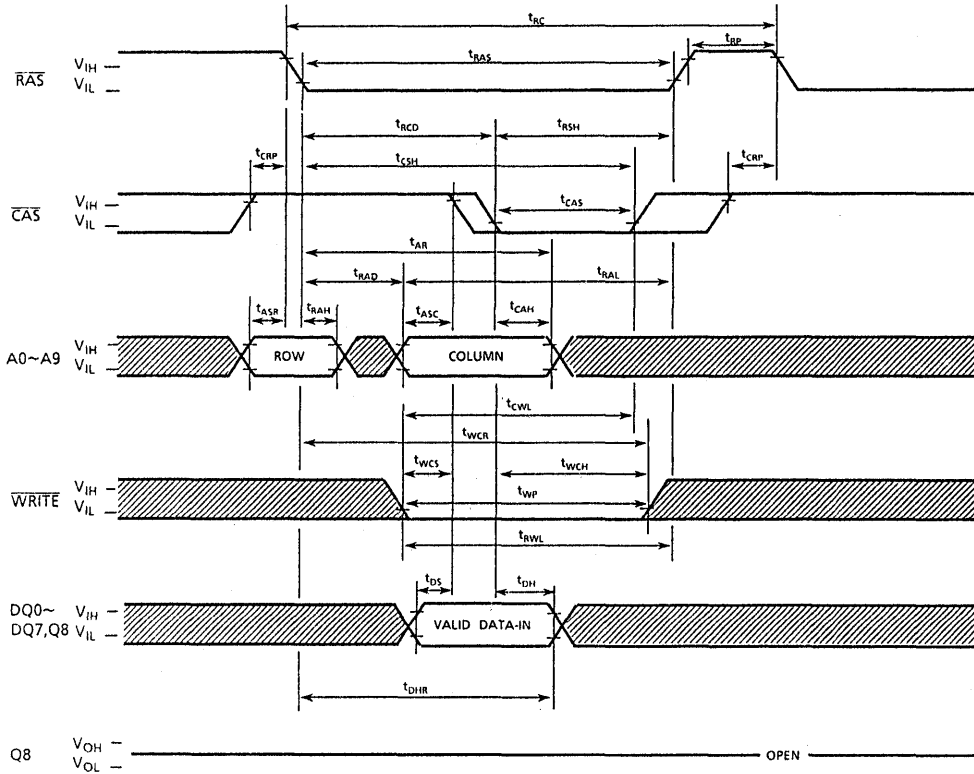 tRC
tRP
tRAS
RAS
VIH
VIL
tRCD
tRSH
tCRP
tCSH
tCRP
CAS
VIH
VIL
tCAS
tAR
tRAD
tRAL
tASR
tRAH
tASC
tCAH
A0~A9
VIH
VIL
ROW
COLUMN
tCWL
tWCR
tWCS
tWCH
WRITE
VIH
VIL
tWP
tRWL
tDS
tDH
DQ0~
DQ7,Q8
VIH
VIL
VALID DATA-IN
tDHR
Q8
VOH
VOL
OPEN